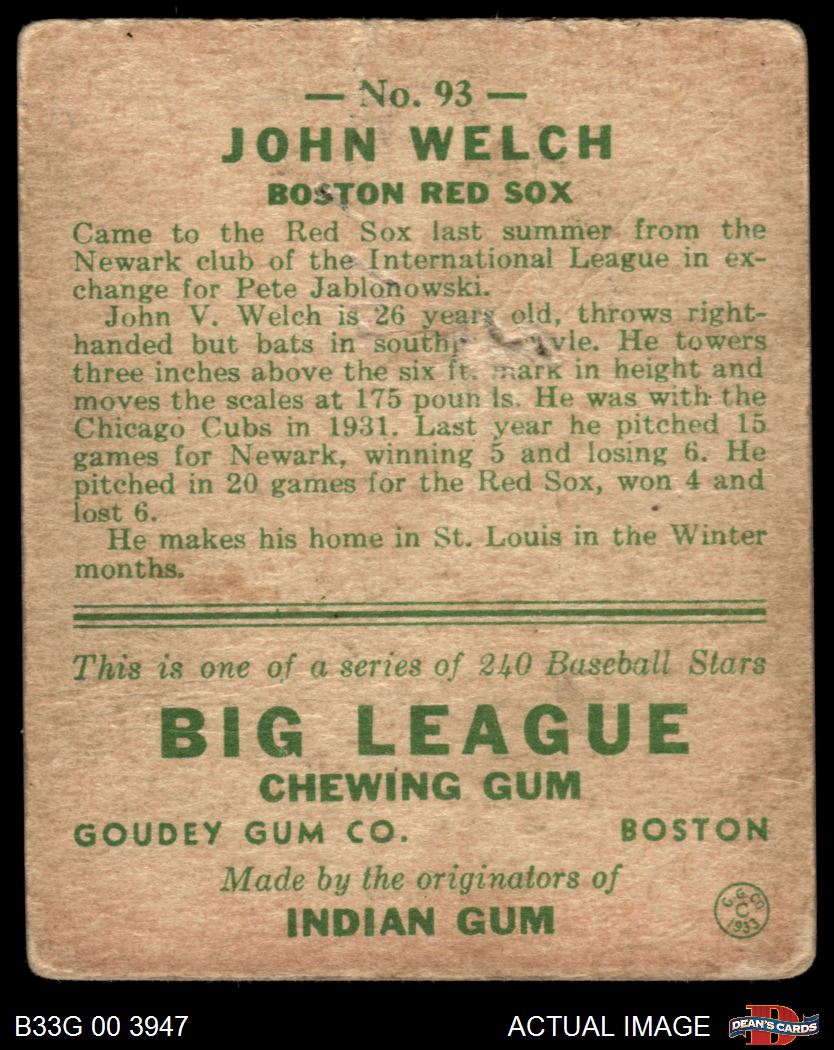 — No. 93 —
JOHN WELCH
BOSTON RED SOX
Came to the Red Sox last summer from the
Newark club of the International League in ex-
change for Pete Jablonowski.
John V. Welch is 26 years old, throws right-
handed but bats in He towers
three inches above the six ft. mark in height and
moves the scales at 175 pounds. He was with the
Chicago Cubs in 1931. Last year he pitched 15
games for Newark, winning 5 and losing 6. He
pitched in 20 games for the Red Sox, won 4 and
lost 6.
He makes his home in St. Louis in the Winter
months.
This is one of a series of 240 Baseball Stars
BIG LEAGUE
CHEWING GUM
GOUDEY GUM CO. BOSTON
Made by the originators of
INDIAN GUM
G. G. CO
C
1933
B33G 00 3947 ACTUAL IMAGE DEAN'S CARDS